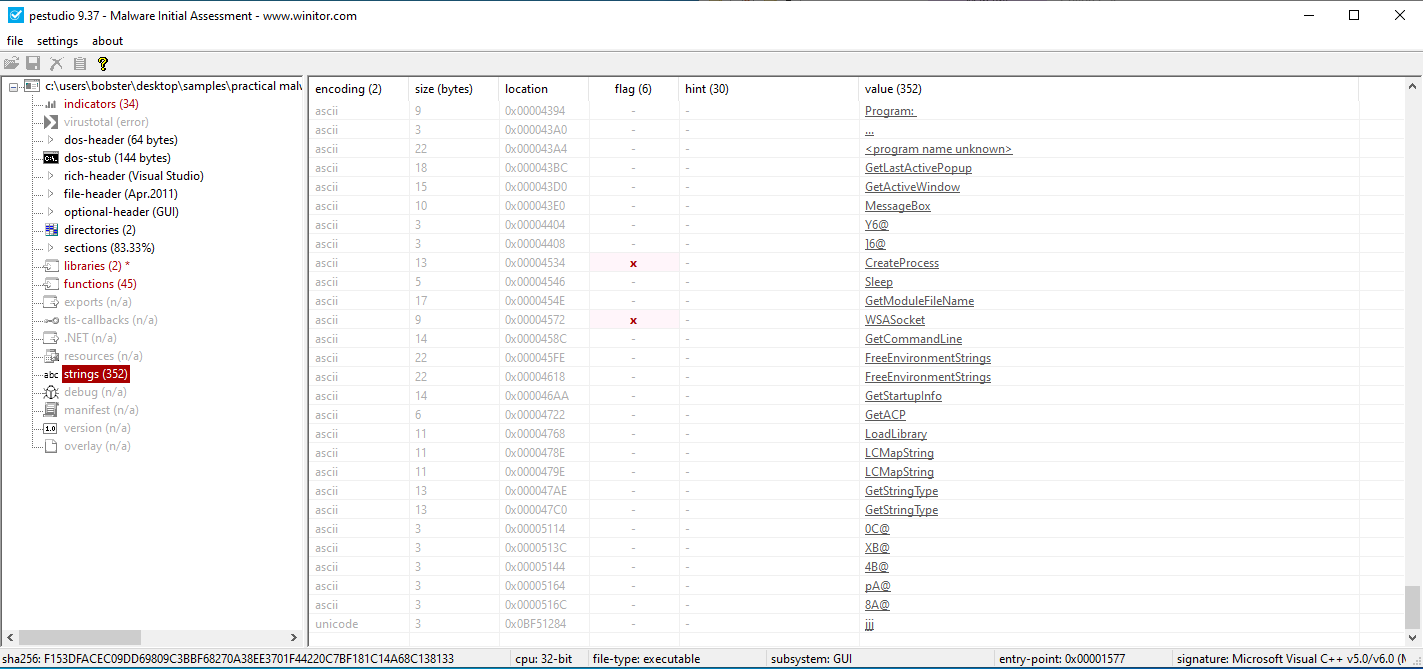 pestudio 9.37 - Malware Initial Assessment - www.winitor.com
file settings about
c:\users\bobster\desktop\samples\practical malw
indicators (34)
virustotal (error)
dos-header (64 bytes)
dos-stub (144 bytes)
rich-header (Visual Studio)
file-header (Apr.2011)
optional-header (GUI)
directories (2)
sections (83.33%)
libraries (2) *
functions (45)
exports (n/a)
tls-callbacks (n/a)
.NET (n/a)
resources (n/a)
abc strings (352)
debug (n/a)
manifest (n/a)
1.0 version (n/a)
overlay (n/a)
encoding (2) size (bytes) location flag (6) hint (30) value (352)
ascii 9 0x00004394 - - Program:
ascii 3 0x000043A0 - - ...
ascii 22 0x000043A4 - - <program name unknown>
ascii 18 0x000043BC - - GetLastActivePopup
ascii 15 0x000043D0 - - GetActiveWindow
ascii 10 0x000043E0 - - MessageBox
ascii 3 0x00004404 - - Y6@
ascii 3 0x00004408 - - ]6@
ascii 13 0x00004534 x - CreateProcess
ascii 5 0x00004546 - - Sleep
ascii 17 0x0000454E - - GetModuleFileName
ascii 9 0x00004572 x - WSASocket
ascii 14 0x0000458C - - GetCommandLine
ascii 22 0x000045FE - - FreeEnvironmentStrings
ascii 22 0x00004618 - - FreeEnvironmentStrings
ascii 14 0x000046AA - - GetStartupInfo
ascii 6 0x00004722 - - GetACP
ascii 11 0x00004768 - - LoadLibrary
ascii 11 0x0000478E - - LCMapString
ascii 11 0x0000479E - - LCMapString
ascii 13 0x000047AE - - GetStringType
ascii 13 0x000047C0 - - GetStringType
ascii 3 0x00005114 - - 0C@
ascii 3 0x0000513C - - XB@
ascii 3 0x00005144 - - 4B@
ascii 3 0x00005164 - - pA@
ascii 3 0x0000516C - - 8A@
unicode 3 0x0BF51284 - - jjj
sha256: F153DFACEC09DD69809C3BBF68270A38EE3701F44220C7BF181C14A68C138133 cpu: 32-bit file-type: executable subsystem: GUI entry-point: 0x00001577 signature: Microsoft Visual C++ v5.0/v6.0 (M